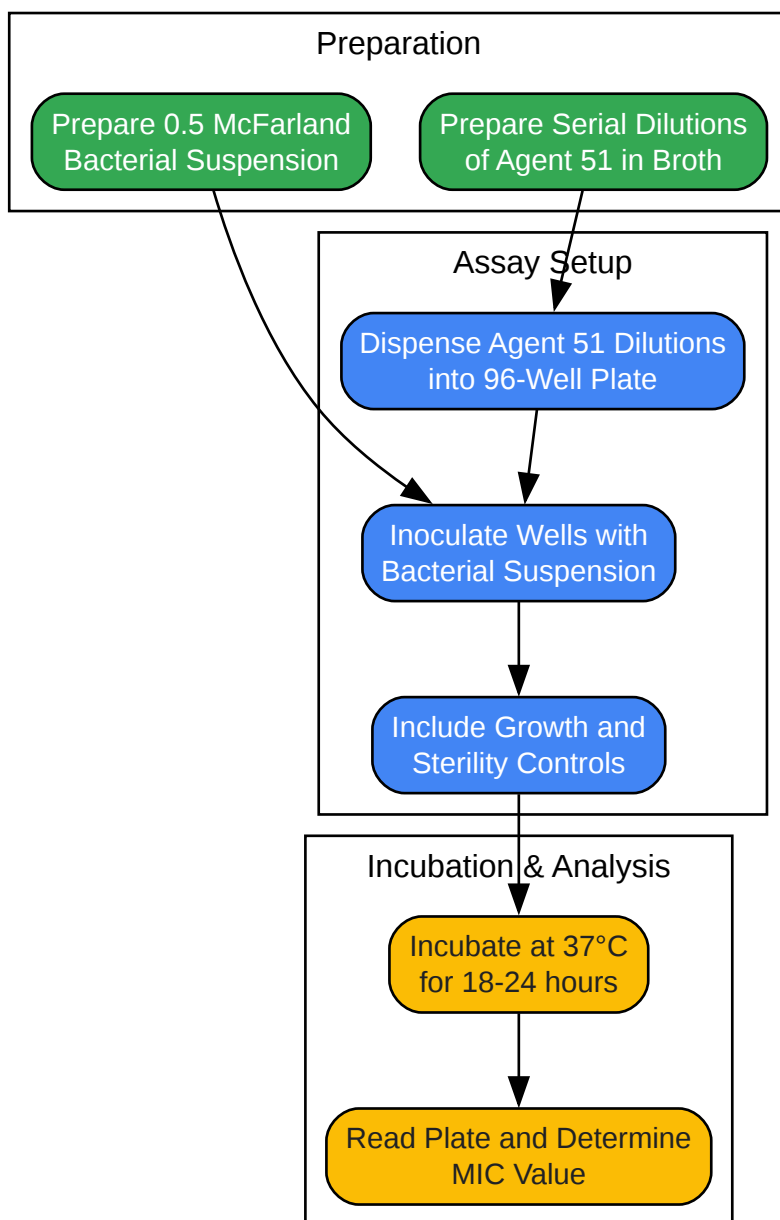 Preparation
Prepare 0.5 McFarland
Bacterial Suspension
Prepare Serial Dilutions
of Agent 51 in Broth
Assay Setup
Dispense Agent 51 Dilutions
into 96-Well Plate
Inoculate Wells with
Bacterial Suspension
Include Growth and
Sterility Controls
Incubation & Analysis
Incubate at 37°C
for 18-24 hours
Read Plate and Determine
MIC Value